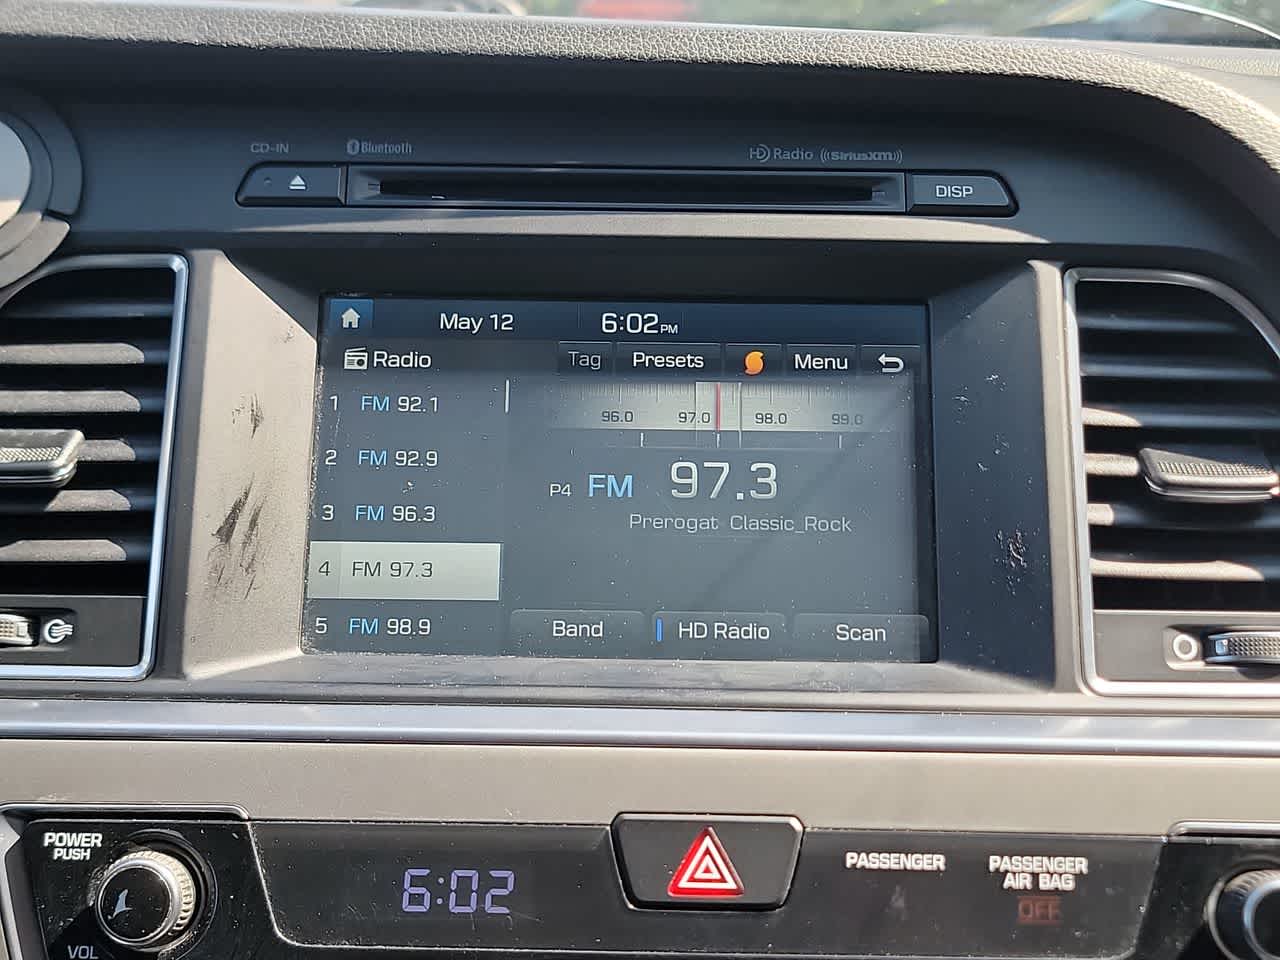 CD-IN Bluetooth HD Radio ((SiriusXM))
DISP
May 12 6:02 PM
Radio Tag Presets Menu
1 FM 92.1
2 FM 92.9
3 FM 96.3
4 FM 97.3
5 FM 98.9
96.0 97.0 98.0 99.0
P4 FM 97.3
Prerogat Classic_Rock
Band HD Radio Scan
POWER
PUSH
VOL
6:02
PASSENGER
PASSENGER
AIR BAG
OFF